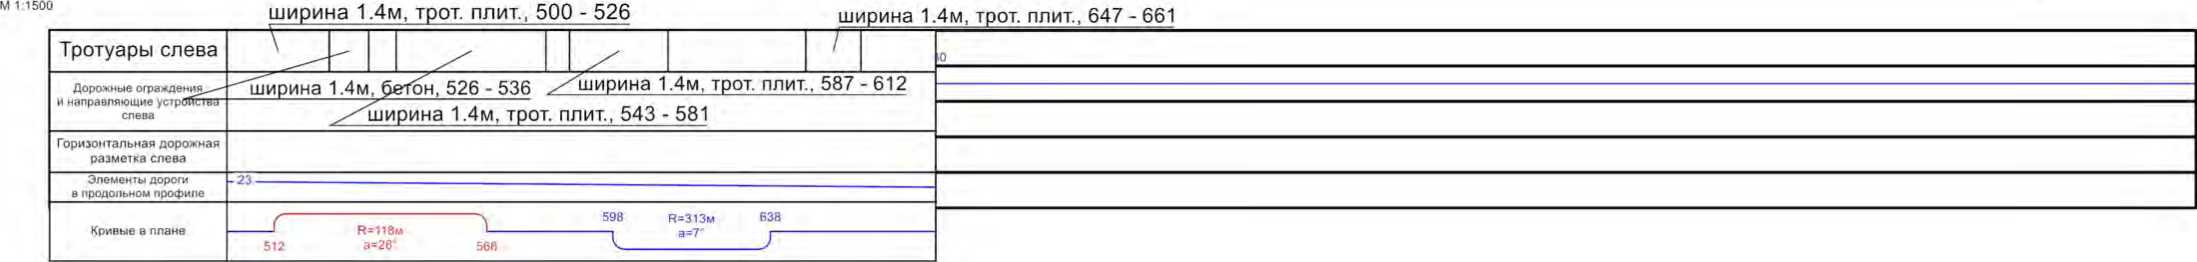 М 1:1500
ширина 1.4м, трот. плит., 500 - 526
ширина 1.4м, трот. плит., 647 - 661
Тротуары слева
Дорожные ограждения
и направляющие устройства
слева
ширина 1.4м, бетон, 526 - 536
ширина 1.4м, трот. плит., 587 - 612
ширина 1.4м, трот. плит., 543 - 581
Горизонтальная дорожная
разметка слева
Элементы дороги
в продольном профиле
23
Кривые в плане
512
R=118м
a=26°
566
598
R=313м
a=7°
638